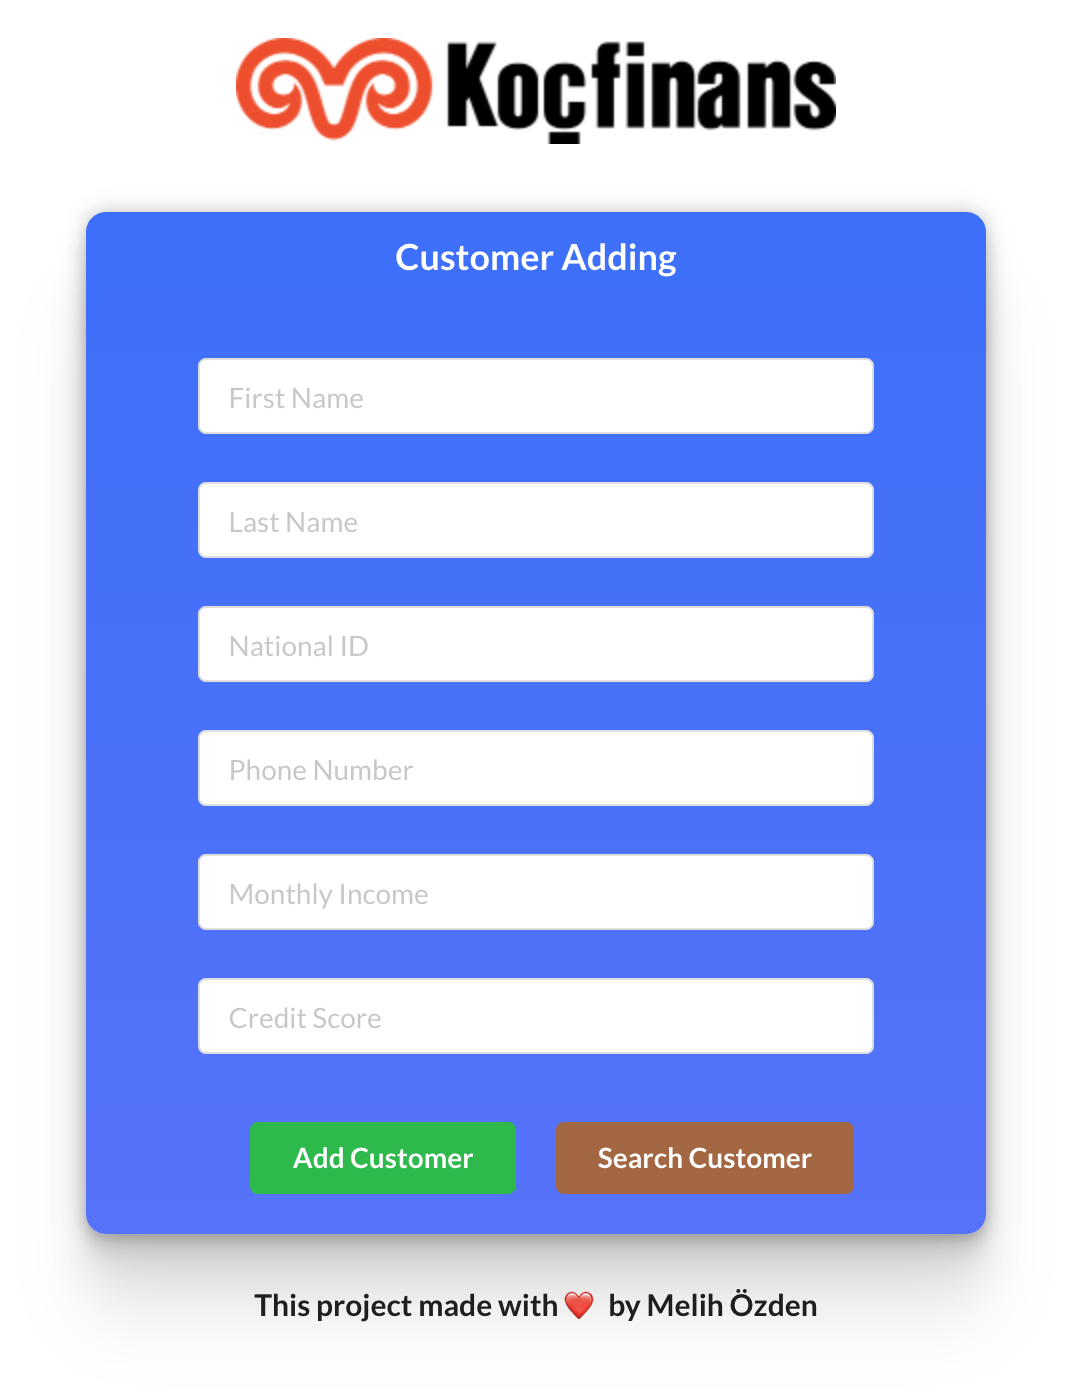 Koçfinans
Customer Adding
First Name
Last Name
National ID
Phone Number
Monthly Income
Credit Score
Add Customer
Search Customer
This project made with ❤️ by Melih Özden